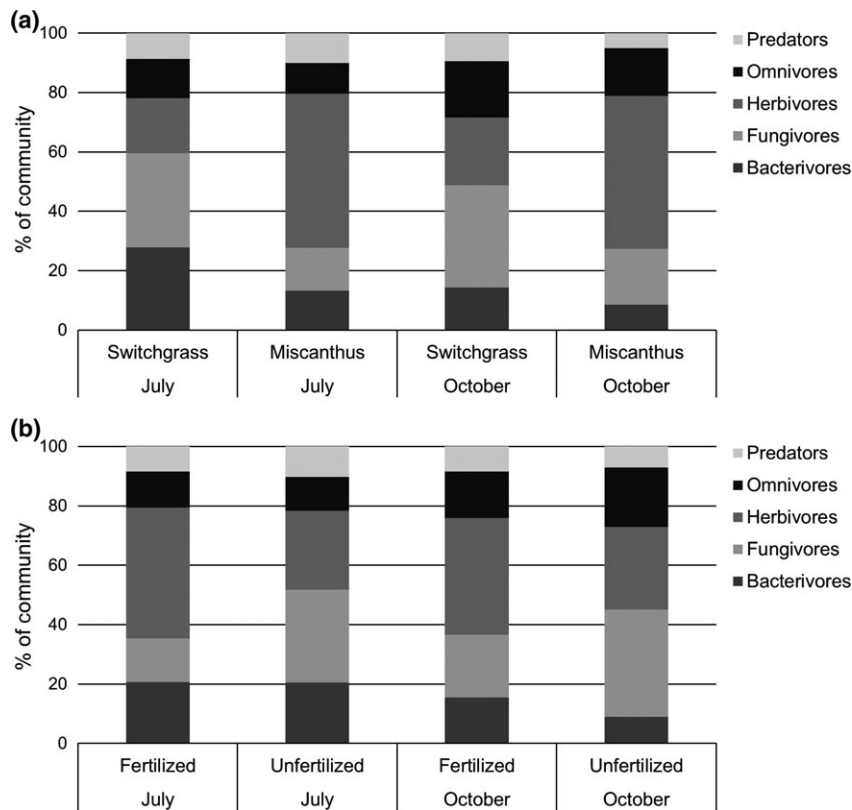 (a)
100
80
60
40
20
0
% of community
Predators
Omnivores
Herbivores
Fungivores
Bacterivores
Switchgrass Miscanthus Switchgrass Miscanthus
July July October October
(b)
100
80
60
40
20
0
% of community
Predators
Omnivores
Herbivores
Fungivores
Bacterivores
Fertilized Unfertilized Fertilized Unfertilized
July July October October